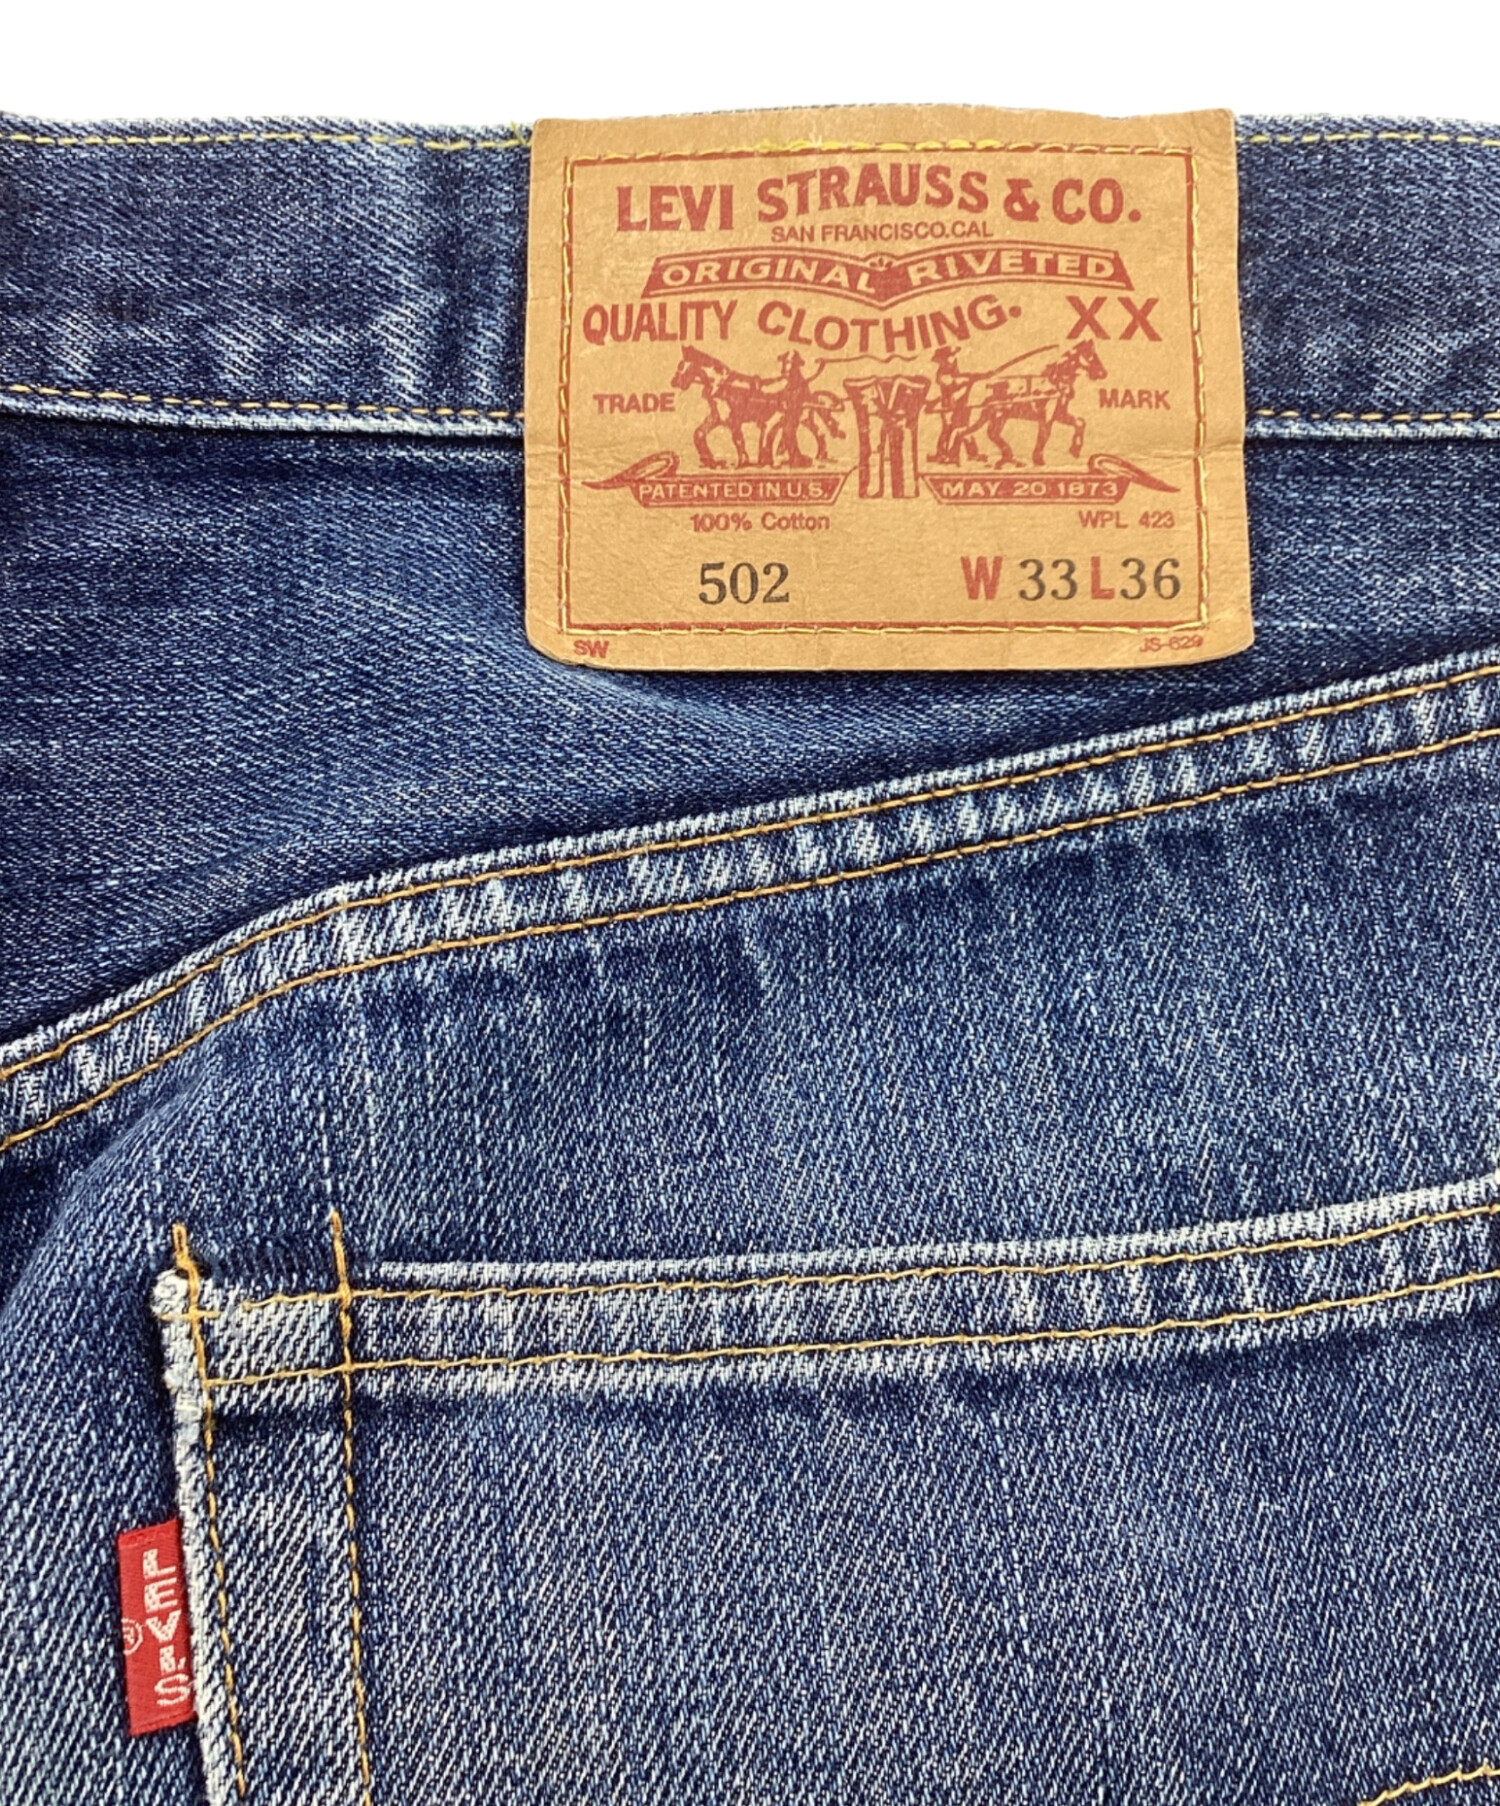 LEVI STRAUSS & CO.
SAN FRANCISCO.CAL
ORIGINAL RIVETED
QUALITY CLOTHING. XX
TRADE MARK
PATENTED IN U.S. MAY 20 1873
100% Cotton WPL 423
502 W 33 L 36
SW JS-629
LEVI'S
®